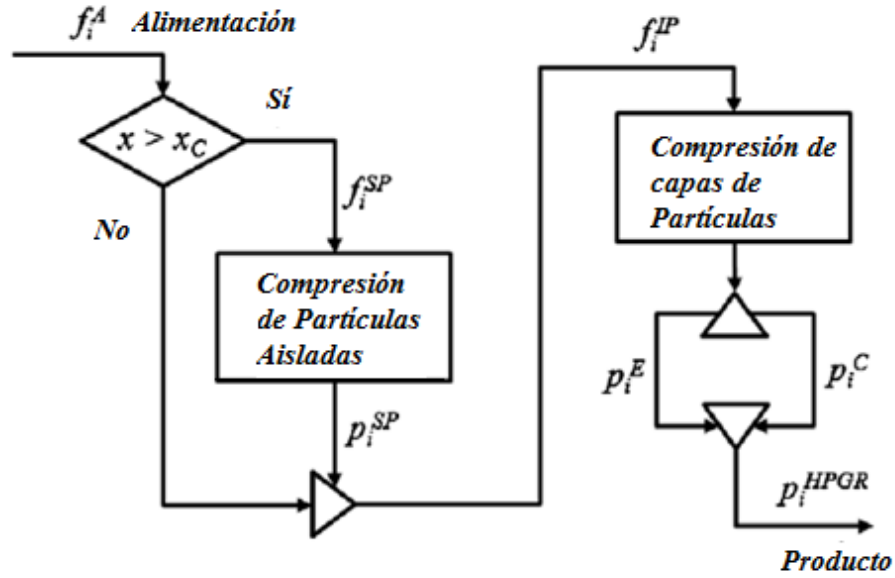 f_i^A Alimentación
x > x_C
Sí
No
f_i^SP
Compresión
de Partículas
Aisladas
p_i^SP
f_i^IP
Compresión de
capas de
Partículas
p_i^E
p_i^C
p_i^HPGR
Producto